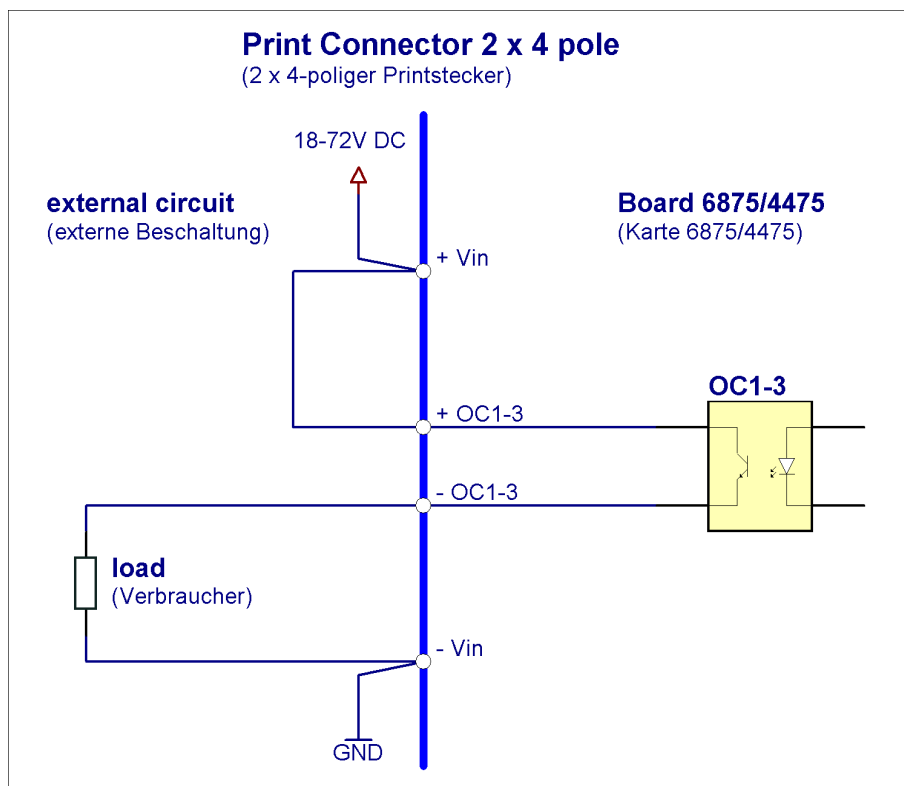 Print Connector 2 x 4 pole
(2 x 4-poliger Printstecker)
18-72V DC
external circuit
(externe Beschaltung)
Board 6875/4475
(Karte 6875/4475)
+ Vin
OC1-3
+ OC1-3
- OC1-3
load
(Verbraucher)
- Vin
GND